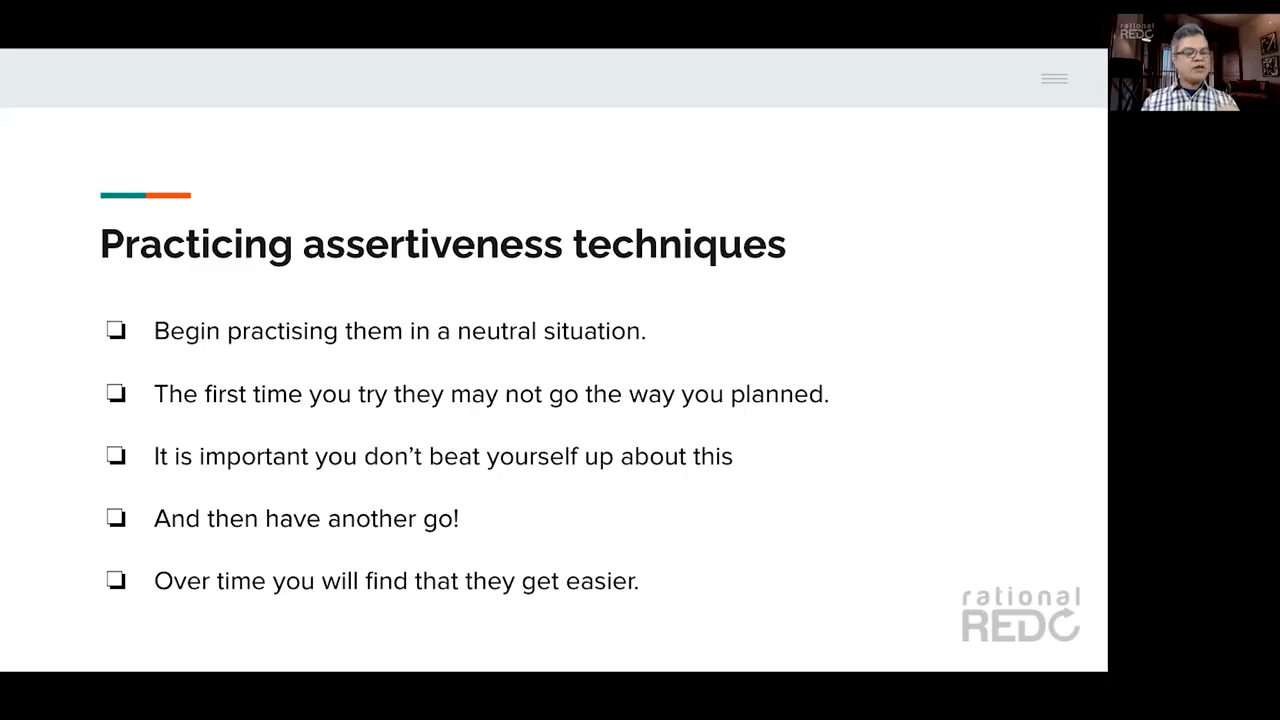 rational
REDC
Practicing assertiveness techniques
Begin practising them in a neutral situation.
The first time you try they may not go the way you planned.
It is important you don’t beat yourself up about this
And then have another go!
Over time you will find that they get easier.
rational
REDC